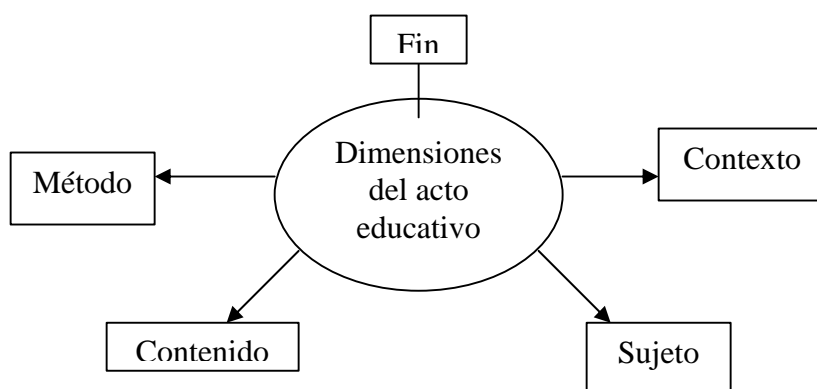 Fin
Dimensiones
del acto
educativo
Método
Contexto
Contenido
Sujeto